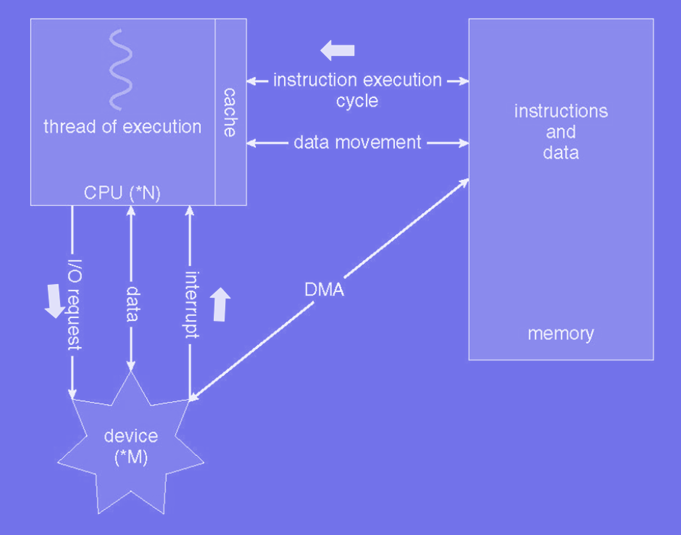 instruction execution
cycle
cache
thread of execution
instructions
and
data
data movement
CPU (*N)
I/O request
data
interrupt
DMA
memory
device
(*M)